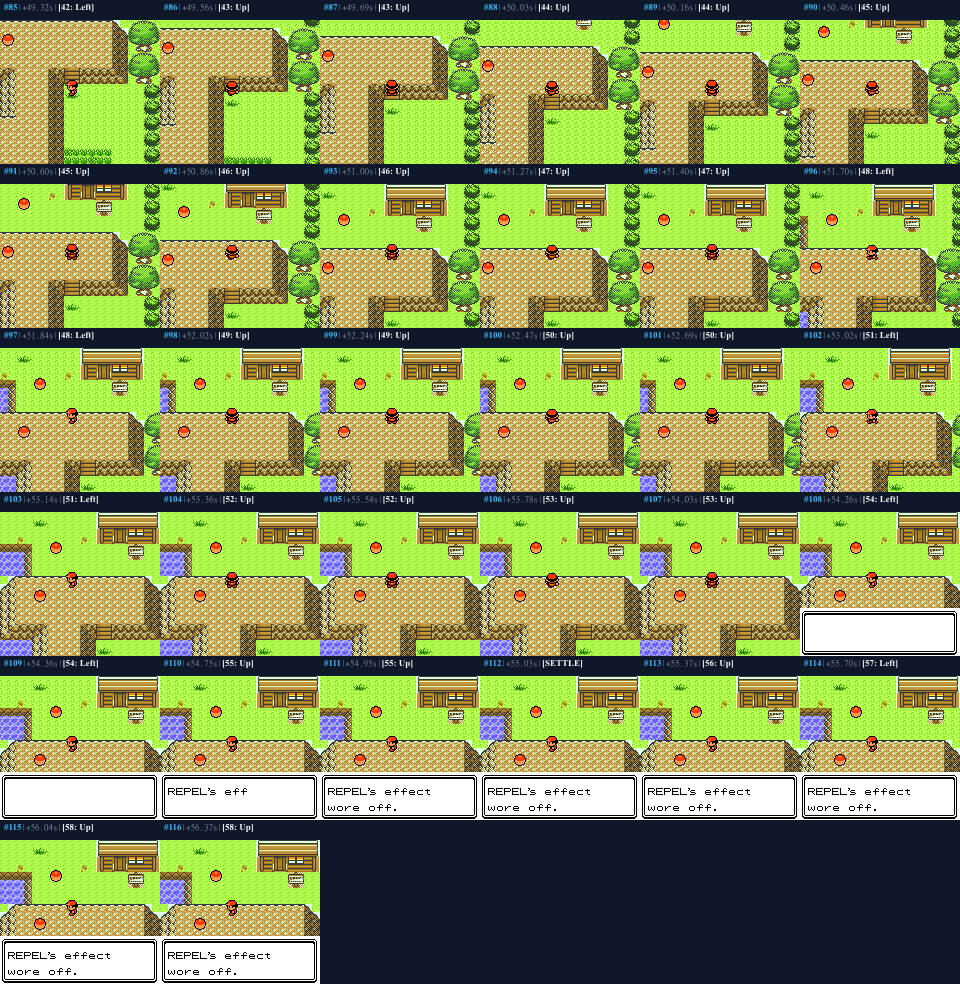 #85|+49.32s|[42: Left]
#86|+49.56s|[43: Up]
#87|+49.69s|[43: Up]
#88|+50.03s|[44: Up]
#89|+50.16s|[44: Up]
#90|+50.46s|[45: Up]
#91|+50.60s|[45: Up]
#92|+50.86s|[46: Up]
#93|+51.00s|[46: Up]
#94|+51.27s|[47: Up]
#95|+51.40s|[47: Up]
#96|+51.70s|[48: Left]
#97|+51.84s|[48: Left]
#98|+52.02s|[49: Up]
#99|+52.24s|[49: Up]
#100|+52.47s|[50: Up]
#101|+52.69s|[50: Up]
#102|+53.02s|[51: Left]
#103|+53.14s|[51: Left]
#104|+53.36s|[52: Up]
#105|+53.54s|[52: Up]
#106|+53.78s|[53: Up]
#107|+54.03s|[53: Up]
#108|+54.26s|[54: Left]
#109|+54.36s|[54: Left]
#110|+54.75s|[55: Up]
#111|+54.95s|[55: Up]
#112|+55.03s|[SETTLE]
#113|+55.37s|[56: Up]
#114|+55.70s|[57: Left]
REPEL's eff
REPEL's effect
wore off.
REPEL's effect
wore off.
REPEL's effect
wore off.
REPEL's effect
wore off.
#115|+56.04s|[58: Up]
#116|+56.37s|[58: Up]
REPEL's effect
wore off.
REPEL's effect
wore off.